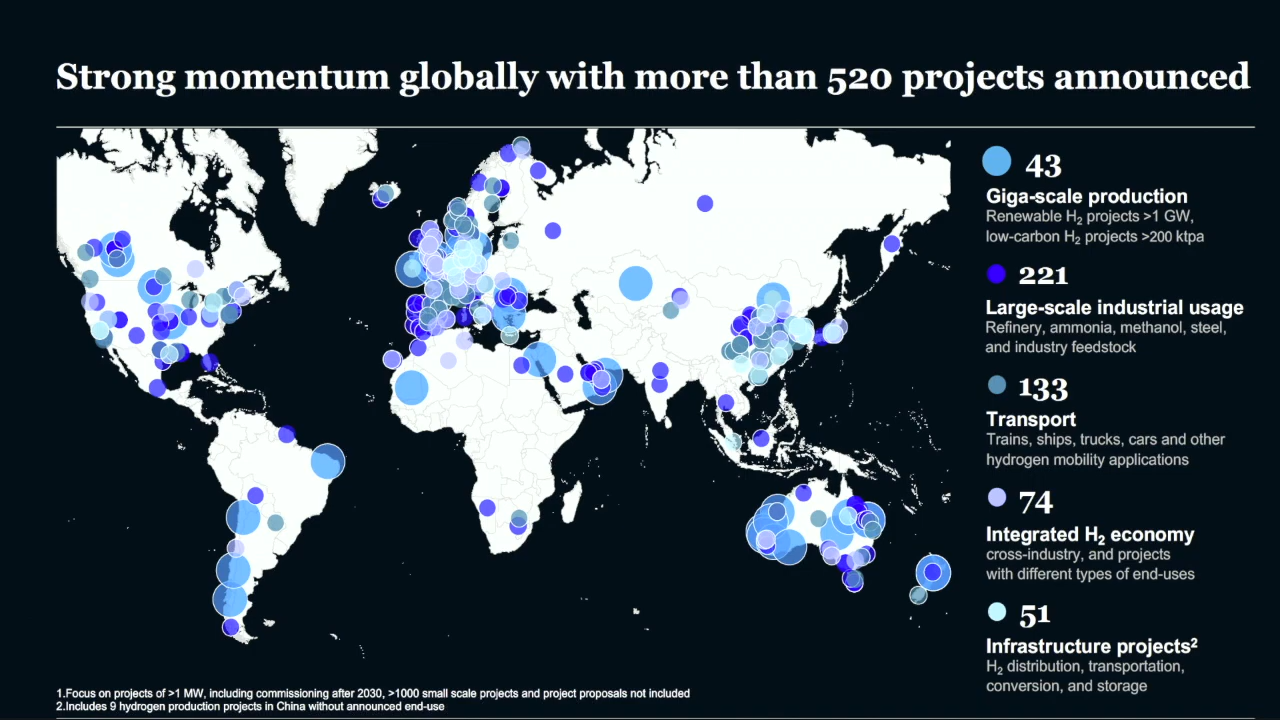 Strong momentum globally with more than 520 projects announced
43
Giga-scale production
Renewable H₂ projects >1 GW,
low-carbon H₂ projects >200 ktpa
221
Large-scale industrial usage
Refinery, ammonia, methanol, steel,
and industry feedstock
133
Transport
Trains, ships, trucks, cars and other
hydrogen mobility applications
74
Integrated H₂ economy
cross-industry, and projects
with different types of end-uses
51
Infrastructure projects²
H₂ distribution, transportation,
conversion, and storage
1.Focus on projects of >1 MW, including commissioning after 2030, >1000 small scale projects and project proposals not included
2.Includes 9 hydrogen production projects in China without announced end-use